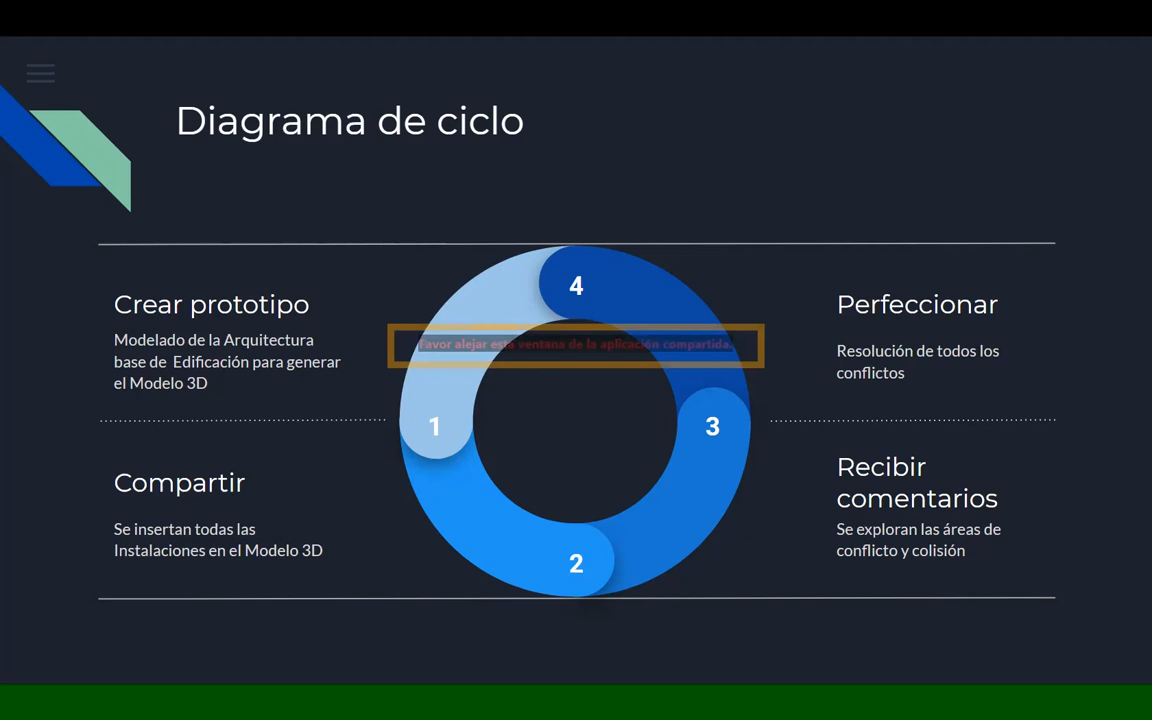 Diagrama de ciclo
Crear prototipo
Modelado de la Arquitectura
base de Edificación para generar
el Modelo 3D
Compartir
Se insertan todas las
Instalaciones en el Modelo 3D
4
Favor alejar esta ventana de la aplicación compartida.
1
3
2
Perfeccionar
Resolución de todos los
conflictos
Recibir
comentarios
Se exploran las áreas de
conflicto y colisión